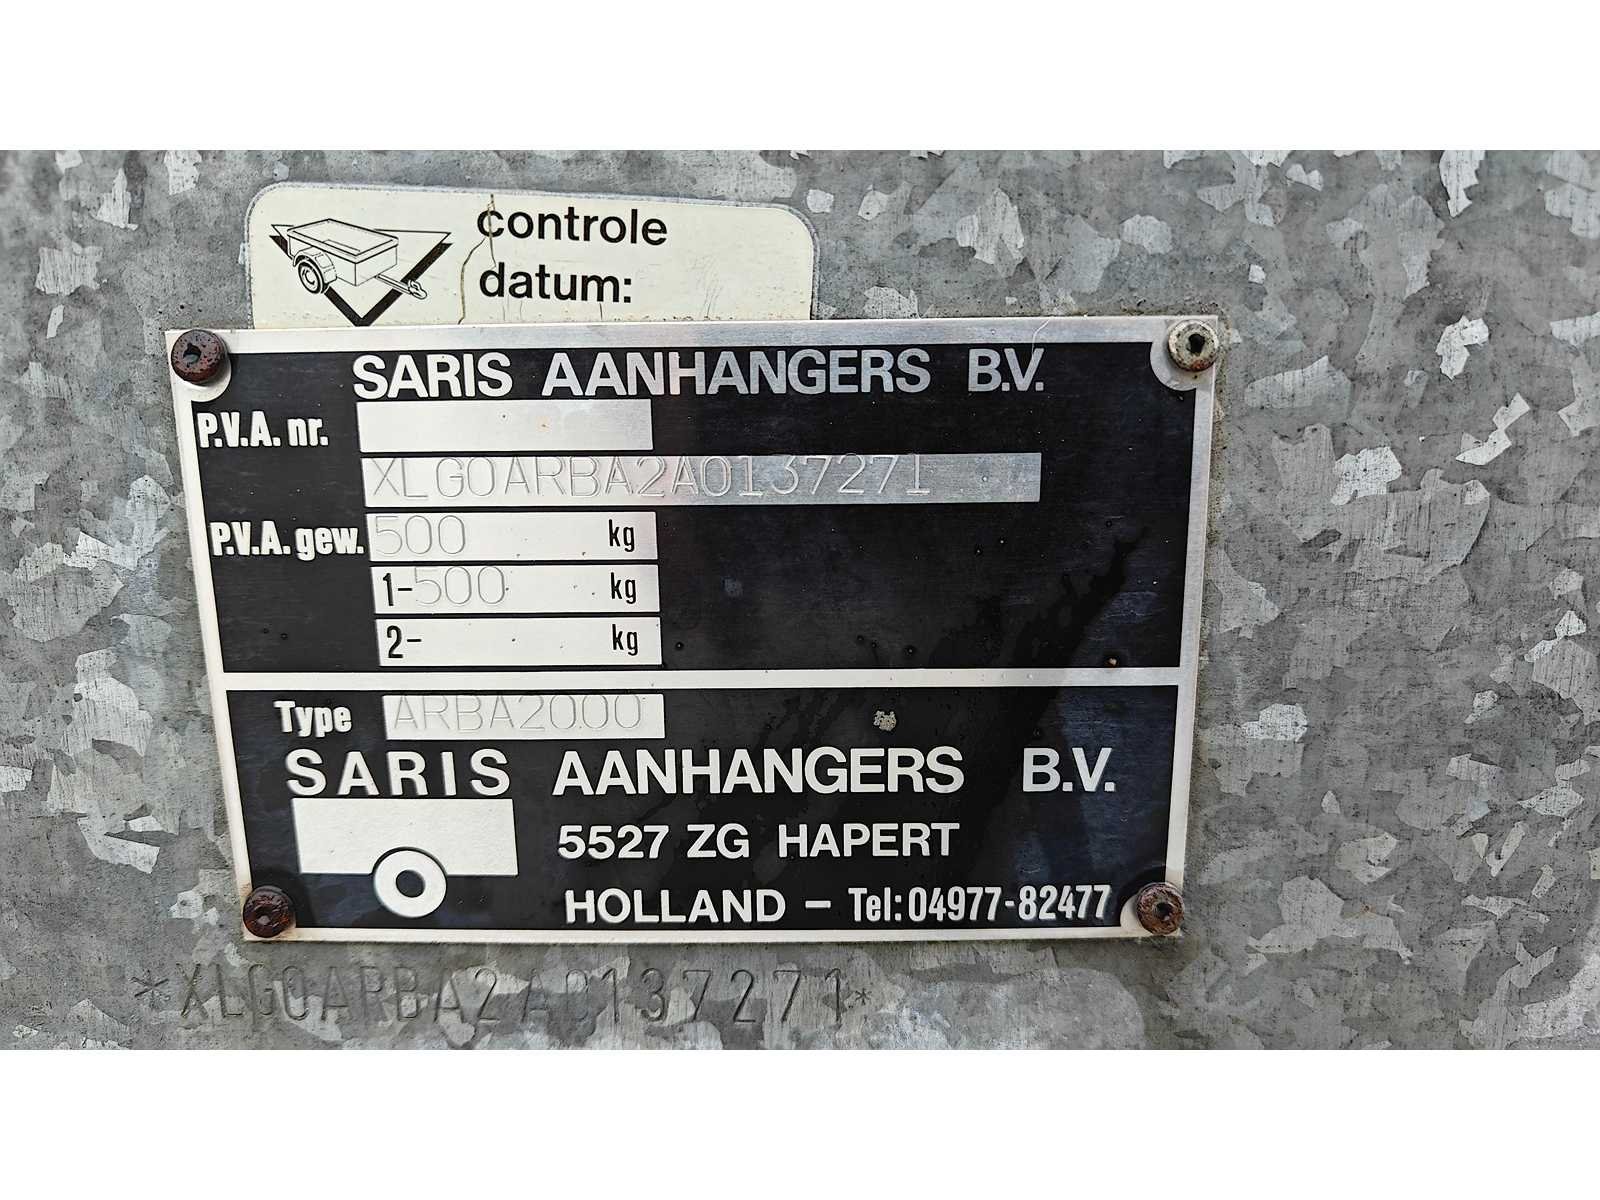 controle
datum:
SARIS AANHANGERS B.V.
P.V.A. nr.
XLG0ARBA2A0137271
P.V.A. gew. 500 kg
1-500 kg
2- kg
Type ARBA2000
SARIS AANHANGERS B.V.
5527 ZG HAPERT
HOLLAND - Tel: 04977-82477
*XLG0ARBA2A0137271*